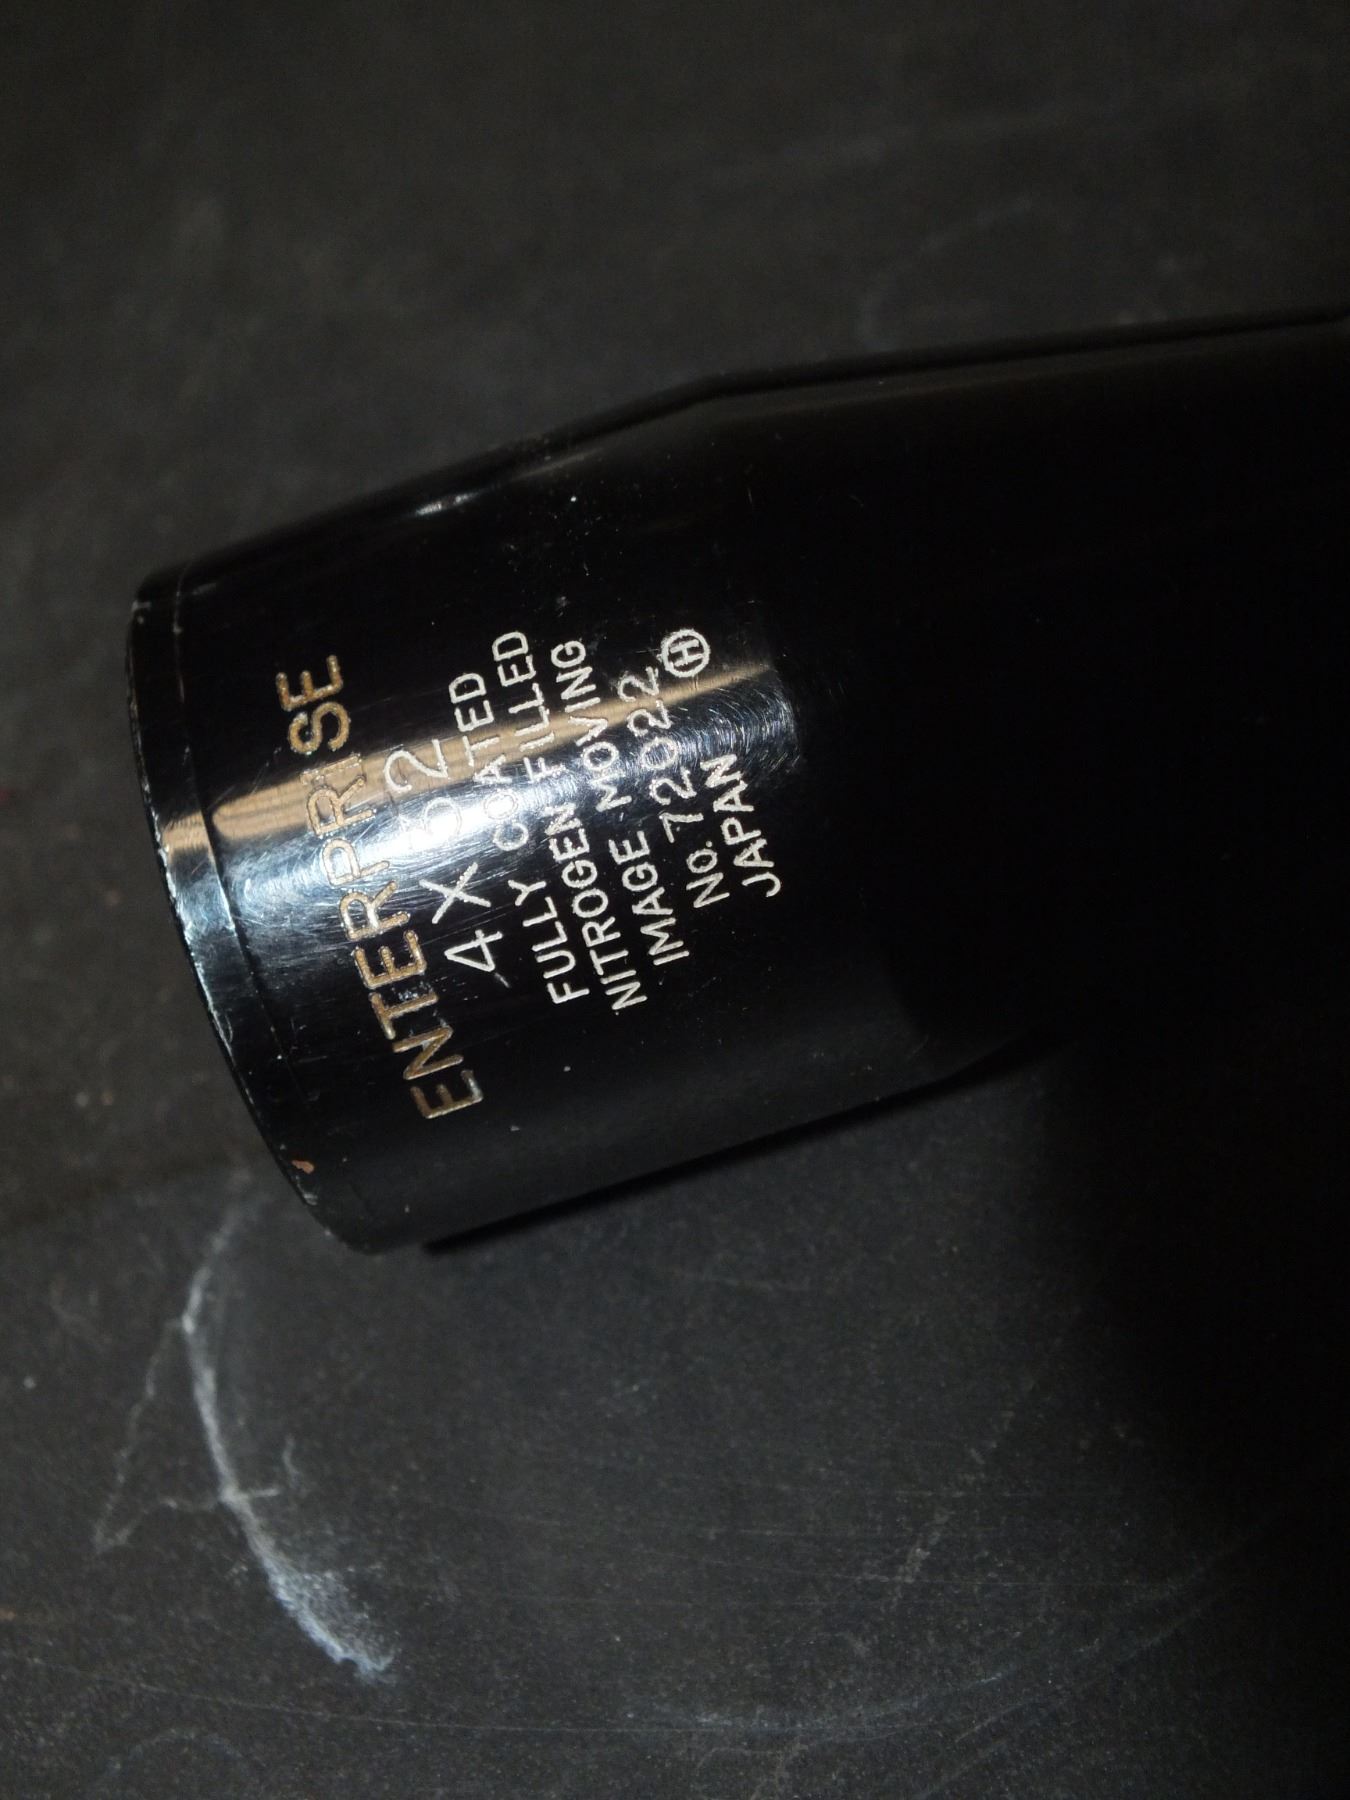 ENTERPRISE
4 X 32
FULLY COATED
NITROGEN FILLED
IMAGE MOVING
NO. 72022
JAPAN Ⓗ